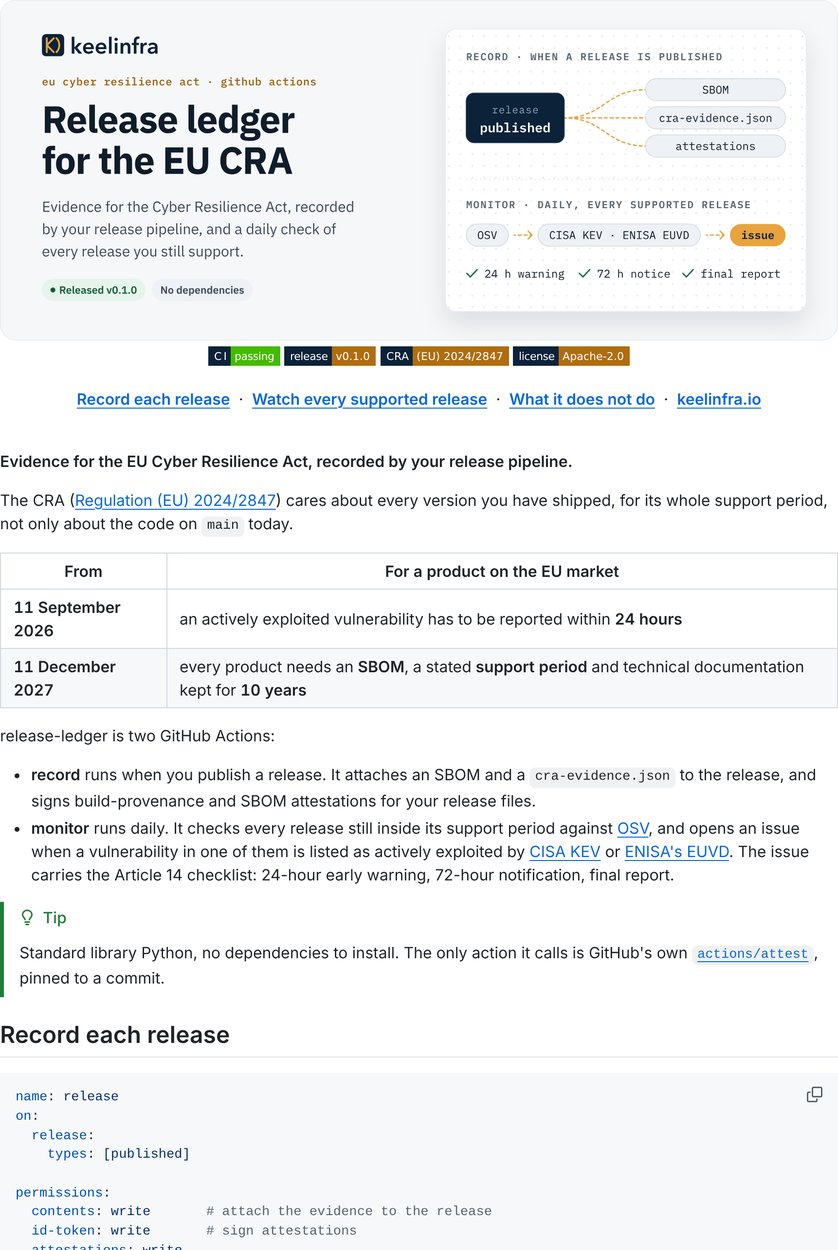 keelinfra
eu cyber resilience act · github actions
Release ledger
for the EU CRA
Evidence for the Cyber Resilience Act, recorded
by your release pipeline, and a daily check of
every release you still support.
Released v0.1.0
No dependencies
RECORD · WHEN A RELEASE IS PUBLISHED
release
published
SBOM
cra-evidence.json
attestations
MONITOR · DAILY, EVERY SUPPORTED RELEASE
OSV
CISA KEV · ENISA EUVD
issue
24 h warning
72 h notice
final report
CI passing
release v0.1.0
CRA (EU) 2024/2847
license Apache-2.0
Record each release · Watch every supported release · What it does not do · keelinfra.io
Evidence for the EU Cyber Resilience Act, recorded by your release pipeline.
The CRA (Regulation (EU) 2024/2847) cares about every version you have shipped, for its whole support period,
not only about the code on main today.
From
For a product on the EU market
11 September
2026
an actively exploited vulnerability has to be reported within 24 hours
11 December
2027
every product needs an SBOM, a stated support period and technical documentation
kept for 10 years
release-ledger is two GitHub Actions:
• record runs when you publish a release. It attaches an SBOM and a cra-evidence.json to the release, and
signs build-provenance and SBOM attestations for your release files.
• monitor runs daily. It checks every release still inside its support period against OSV, and opens an issue
when a vulnerability in one of them is listed as actively exploited by CISA KEV or ENISA's EUVD. The issue
carries the Article 14 checklist: 24-hour early warning, 72-hour notification, final report.
Tip
Standard library Python, no dependencies to install. The only action it calls is GitHub's own actions/attest,
pinned to a commit.
Record each release
name: release
on:
  release:
    types: [published]
permissions:
  contents: write       # attach the evidence to the release
  id-token: write       # sign attestations
  attestations: write